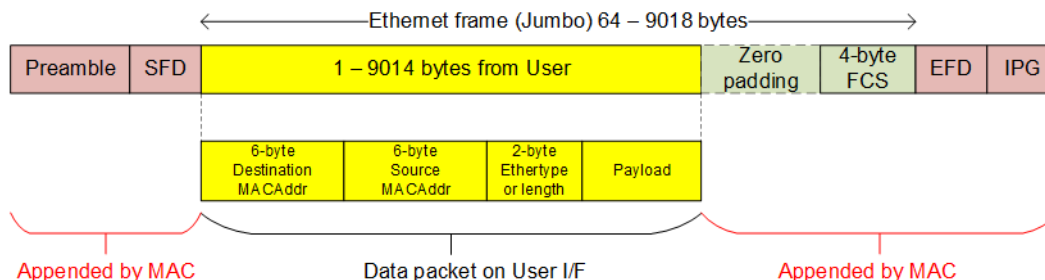 Ethernet frame (Jumbo) 64 – 9018 bytes
Preamble
SFD
1 – 9014 bytes from User
Zero
padding
4-byte
FCS
EFD
IPG
6-byte
Destination
MACAddr
6-byte
Source
MACAddr
2-byte
Ethertype
or length
Payload
Appended by MAC
Data packet on User I/F
Appended by MAC